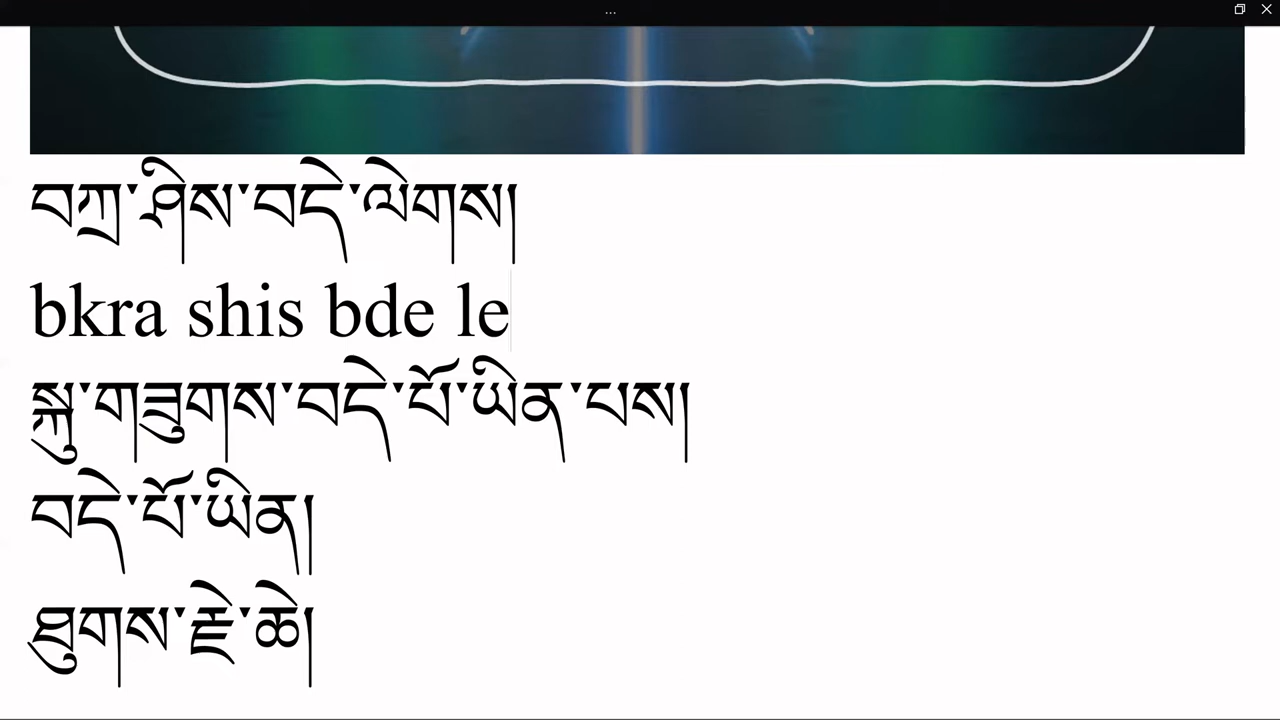 ...
བཀྲ་ཤིས་བདེ་ལེགས།
bkra shis bde le
སྐུ་གཟུགས་བདེ་པོ་ཡིན་པས།
བདེ་པོ་ཡིན།
ཐུགས་རྗེ་ཆེ།